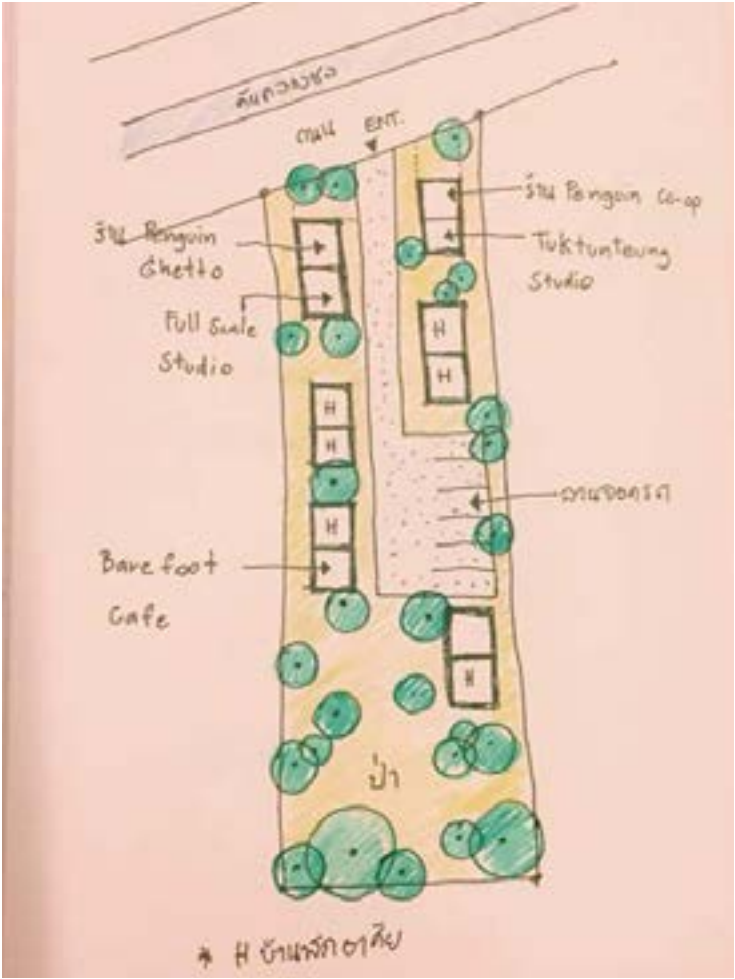 คันคลองชล
ถนน ENT.
ร้าน Penguin Co-op
ร้าน Penguin
Ghetto
Tuktunteung
Studio
Full Scale
Studio
H
H
H
H
ลานจอดรถ
H
Bare foot
Cafe
H
ป่า
* H บ้านพักอาศัย